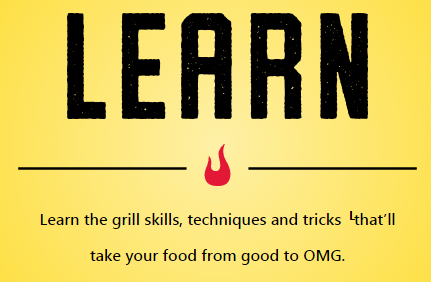 LEARN
Learn the grill skills, techniques and tricks └that'll
take your food from good to OMG.